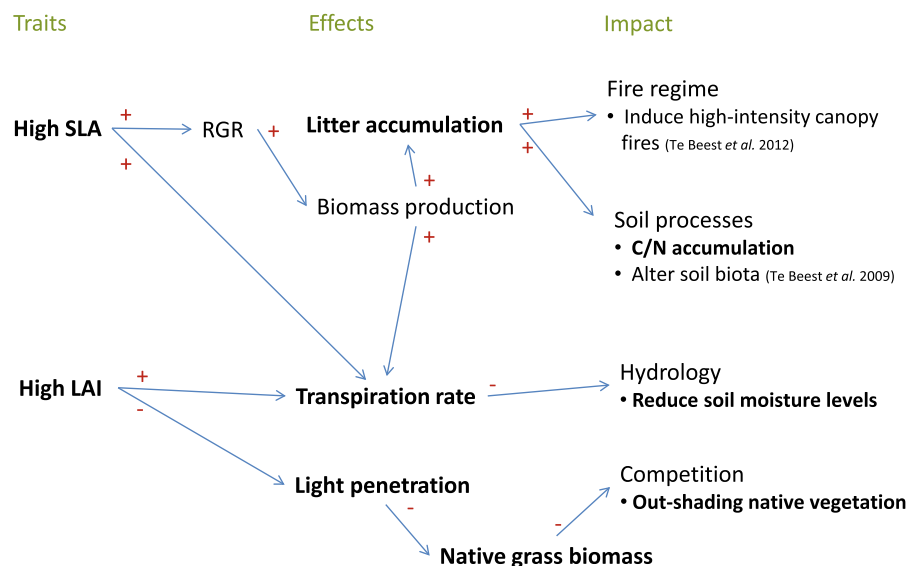 Traits
Effects
Impact
High SLA
+
+
RGR
+
Litter accumulation
+
+
Fire regime
• Induce high-intensity canopy
fires (Te Beest et al. 2012)
+
Biomass production
+
Soil processes
• C/N accumulation
• Alter soil biota (Te Beest et al. 2009)
High LAI
+
-
Transpiration rate
-
Hydrology
• Reduce soil moisture levels
Light penetration
-
Competition
• Out-shading native vegetation
-
Native grass biomass